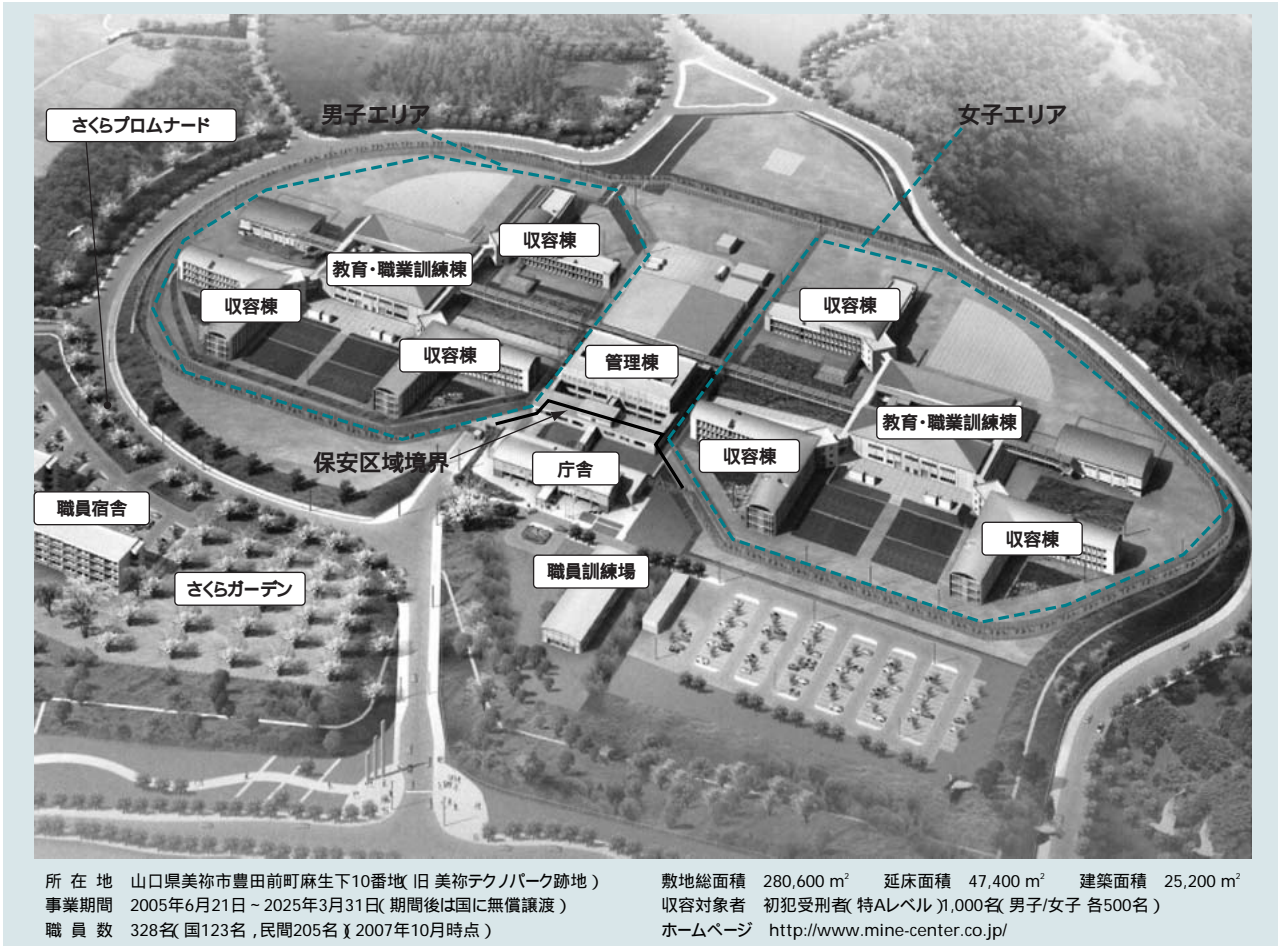 男子エリア
女子エリア
さくらプロムナード
収容棟
教育・職業訓練棟
収容棟
収容棟
収容棟
管理棟
教育・職業訓練棟
収容棟
保安区域境界
庁舎
職員宿舎
収容棟
職員訓練場
さくらガーデン
所 在 地 山口県美祢市豊田前町麻生下10番地(旧 美祢テクノパーク跡地)
事業期間 2005年6月21日~2025年3月31日(期間後は国に無償譲渡)
職 員 数 328名(国123名,民間205名)(2007年10月時点)
敷地総面積 280,600 m² 延床面積 47,400 m² 建築面積 25,200 m²
収容対象者 初犯受刑者(特Aレベル)1,000名(男子/女子 各500名)
ホームページ http://www.mine-center.co.jp/